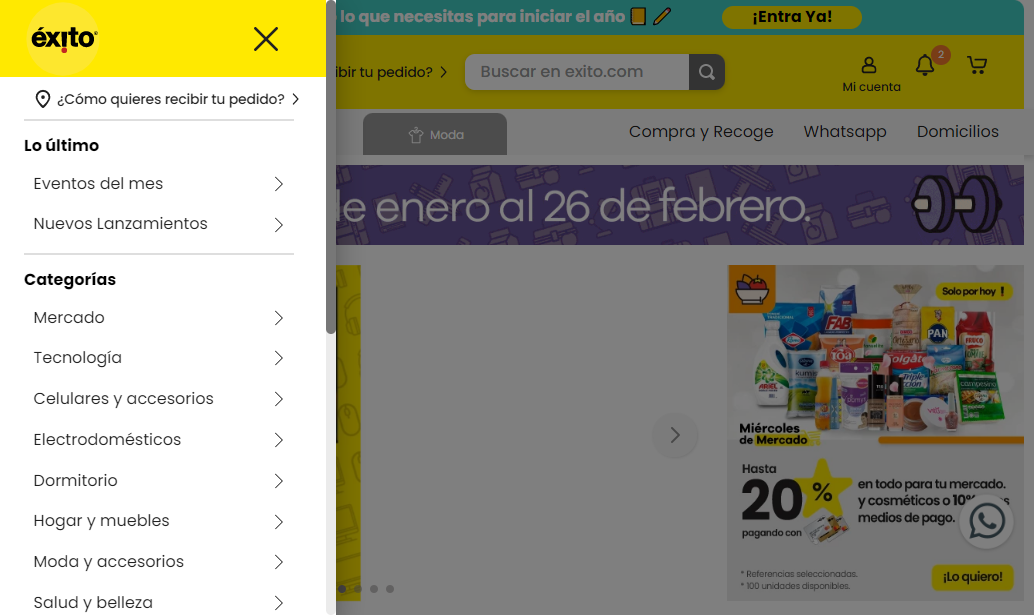 éxito
¿Cómo quieres recibir tu pedido?
Lo último
Eventos del mes
Nuevos Lanzamientos
Categorías
Mercado
Tecnología
Celulares y accesorios
Electrodomésticos
Dormitorio
Hogar y muebles
Moda y accesorios
Salud y belleza
lo que necesitas para iniciar el año
¡Entra Ya!
ibir tu pedido?
Buscar en exito.com
Mi cuenta
2
Moda
Compra y Recoge
Whatsapp
Domicilios
de enero al 26 de febrero.
Solo por hoy !
FAB
PAN
Colgate
Miércoles
de Mercado
Hasta
20%
pagando con
en todo para tu mercado.
y cosméticos o 10%
medios de pago.
* Referencias seleccionadas.
* 100 unidades disponibles.
¡Lo quiero!